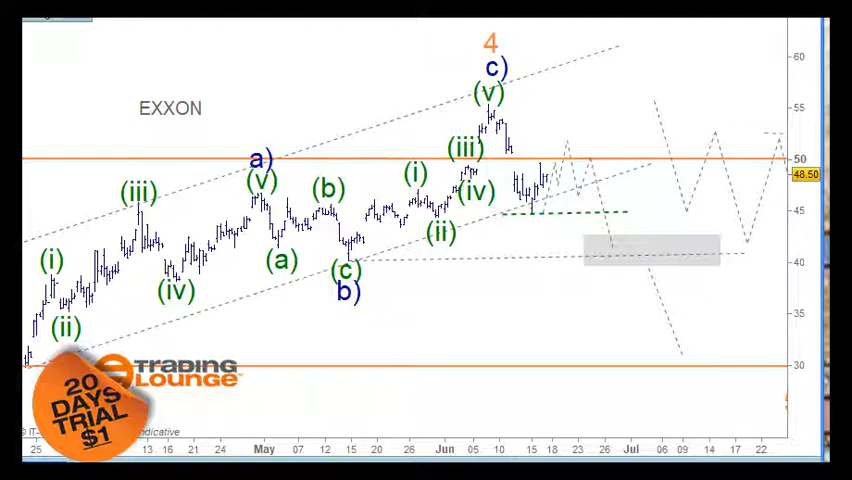 4
c)
(v)
60
55
EXXON
a)
(iii)
50
(v)
(b)
(i)
(iii)
(iv)
48.50
45
(ii)
(a)
(i)
(iv)
(c)
b)
40
(ii)
35
30
TRADING
LOUNGE
20
DAYS
TRIAL
$1
25
13
18
21
24
May
07
12
15
20
26
Jun
05
10
15
18
23
26
Jul
06
09
14
17
22